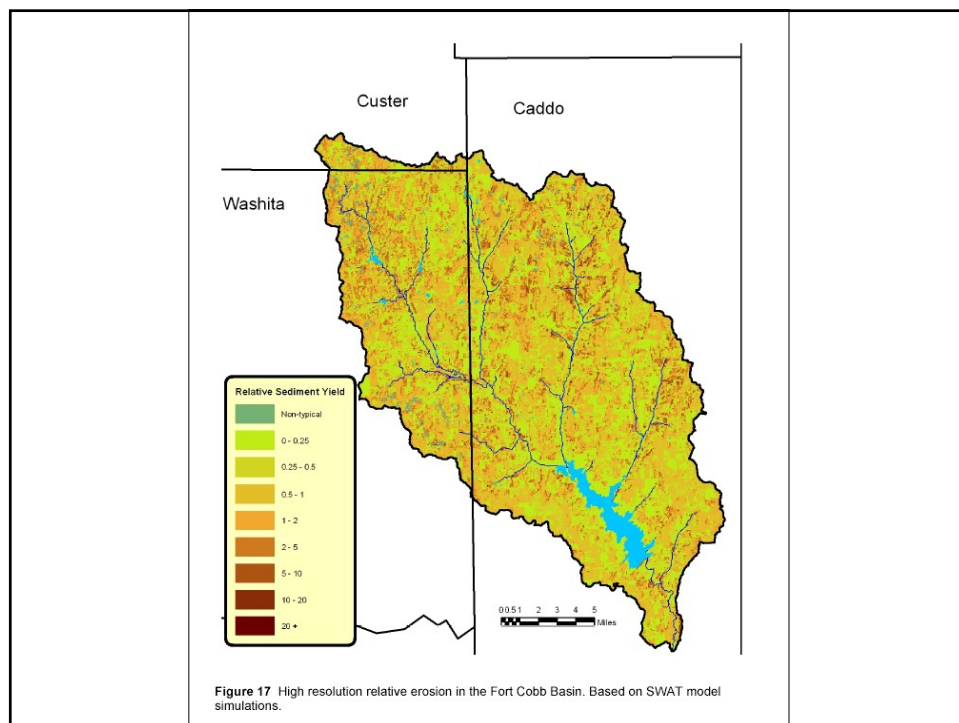 Custer
Caddo
Washita
Relative Sediment Yield
Non-typical
0 - 0.25
0.25 - 0.5
0.5 - 1
1 - 2
2 - 5
5 - 10
10 - 20
20 +
0 0.5 1 2 3 4 5
Miles
Figure 17 High resolution relative erosion in the Fort Cobb Basin. Based on SWAT model
simulations.